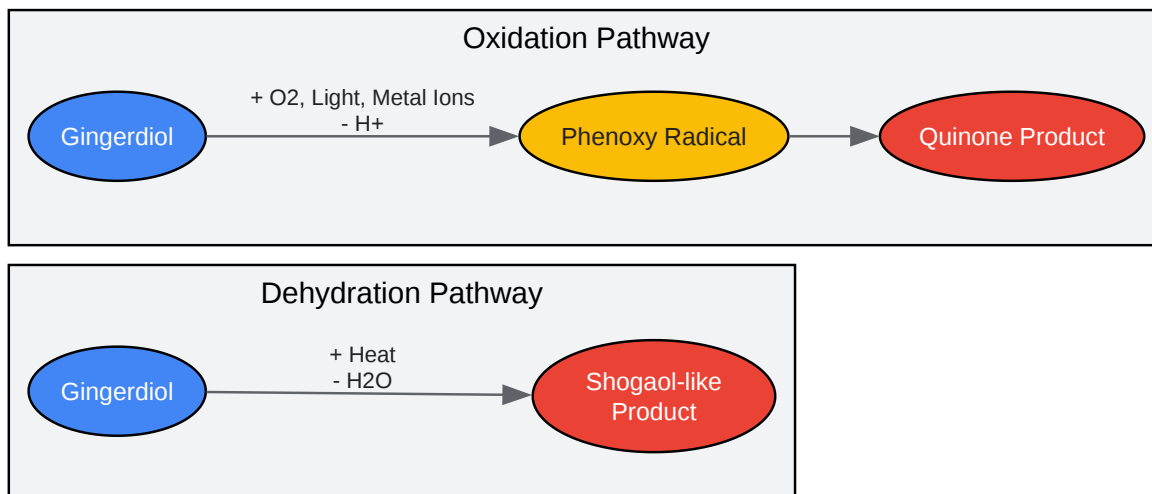 Oxidation Pathway
+ O2, Light, Metal Ions
- H+
Gingerdiol
Phenoxy Radical
Quinone Product
Dehydration Pathway
+ Heat
- H2O
Gingerdiol
Shogaol-like
Product